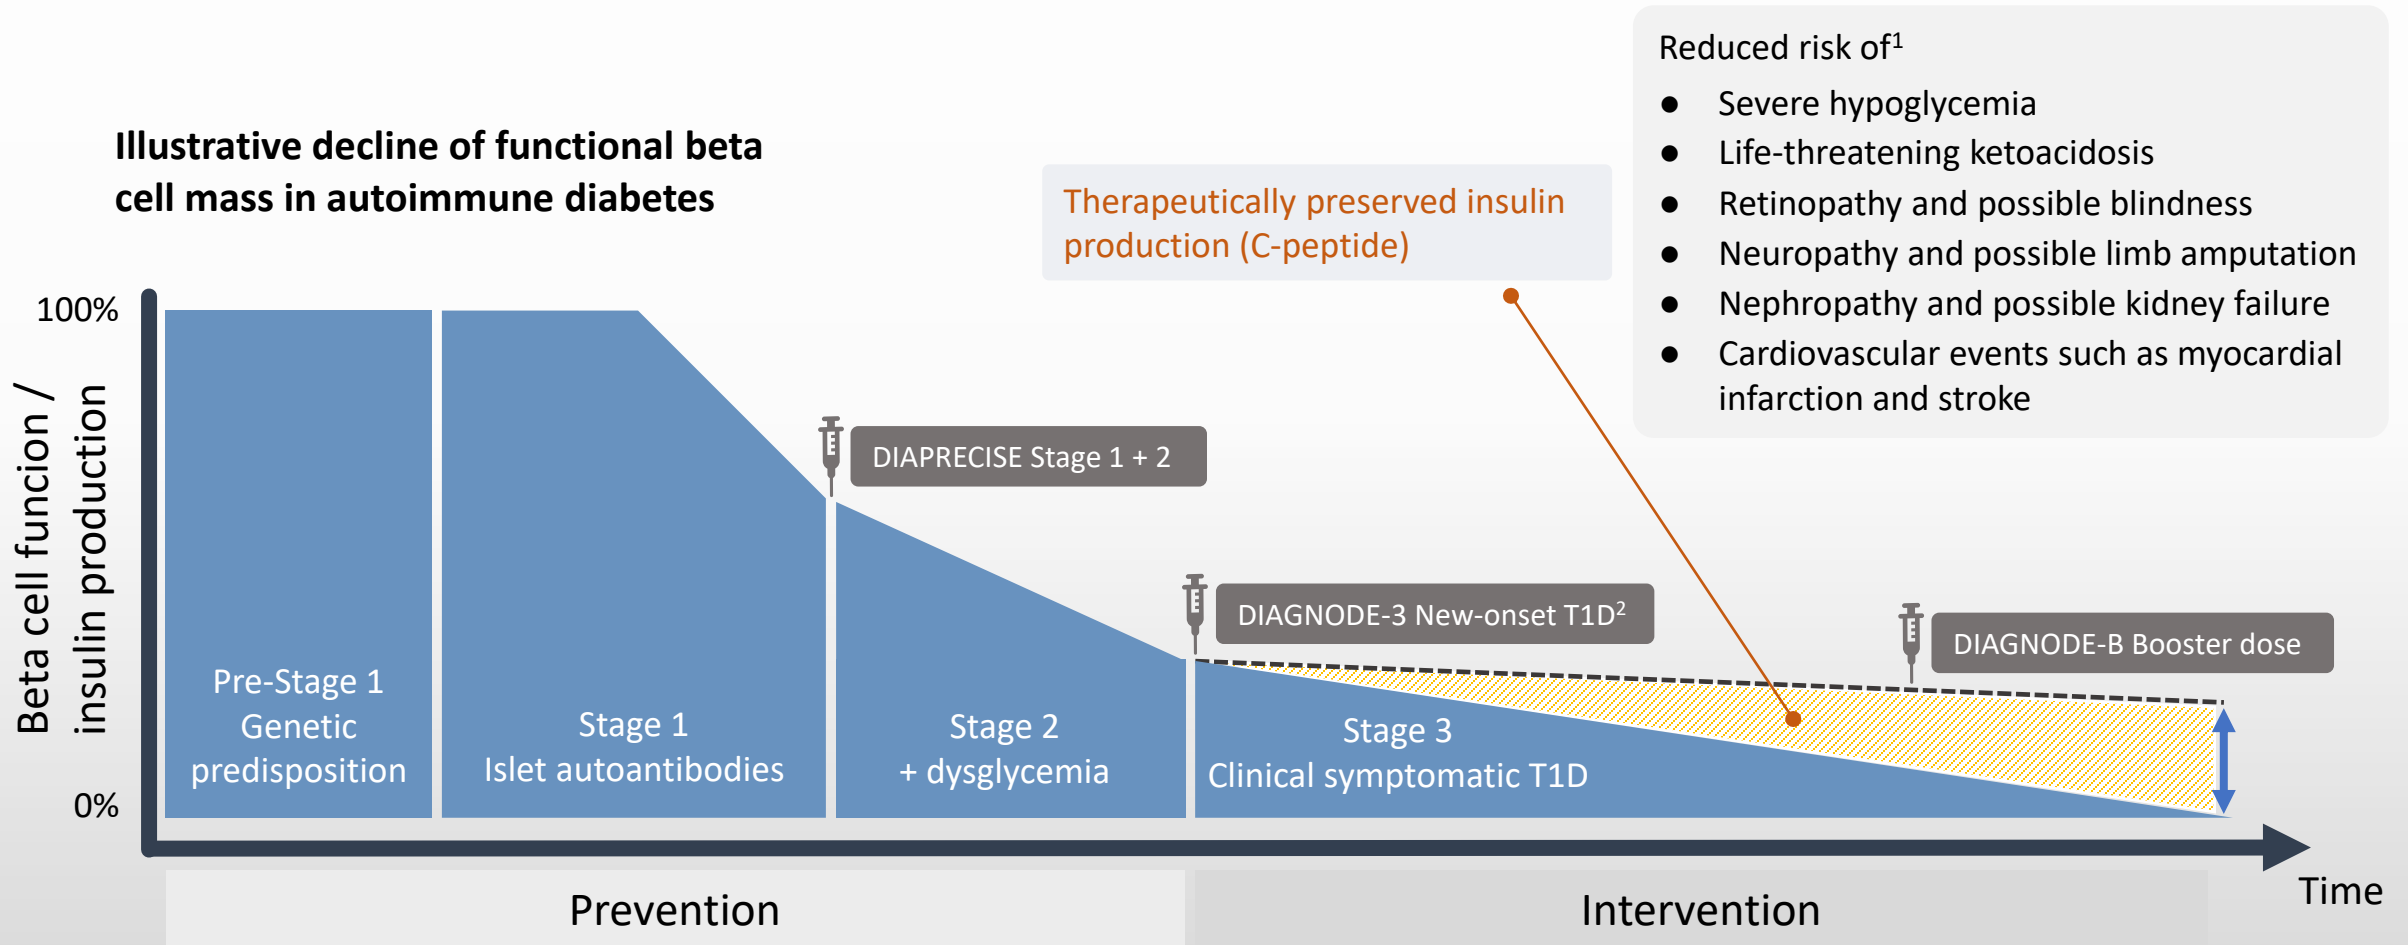 Illustrative decline of functional beta
cell mass in autoimmune diabetes
Reduced risk of¹
● Severe hypoglycemia
● Life-threatening ketoacidosis
● Retinopathy and possible blindness
● Neuropathy and possible limb amputation
● Nephropathy and possible kidney failure
● Cardiovascular events such as myocardial
infarction and stroke
Therapeutically preserved insulin
production (C-peptide)
Beta cell funcion /
insulin production
100%
0%
DIAPRECISE Stage 1 + 2
DIAGNODE-3 New-onset T1D²
DIAGNODE-B Booster dose
Pre-Stage 1
Genetic
predisposition
Stage 1
Islet autoantibodies
Stage 2
+ dysglycemia
Stage 3
Clinical symptomatic T1D
Time
Prevention
Intervention